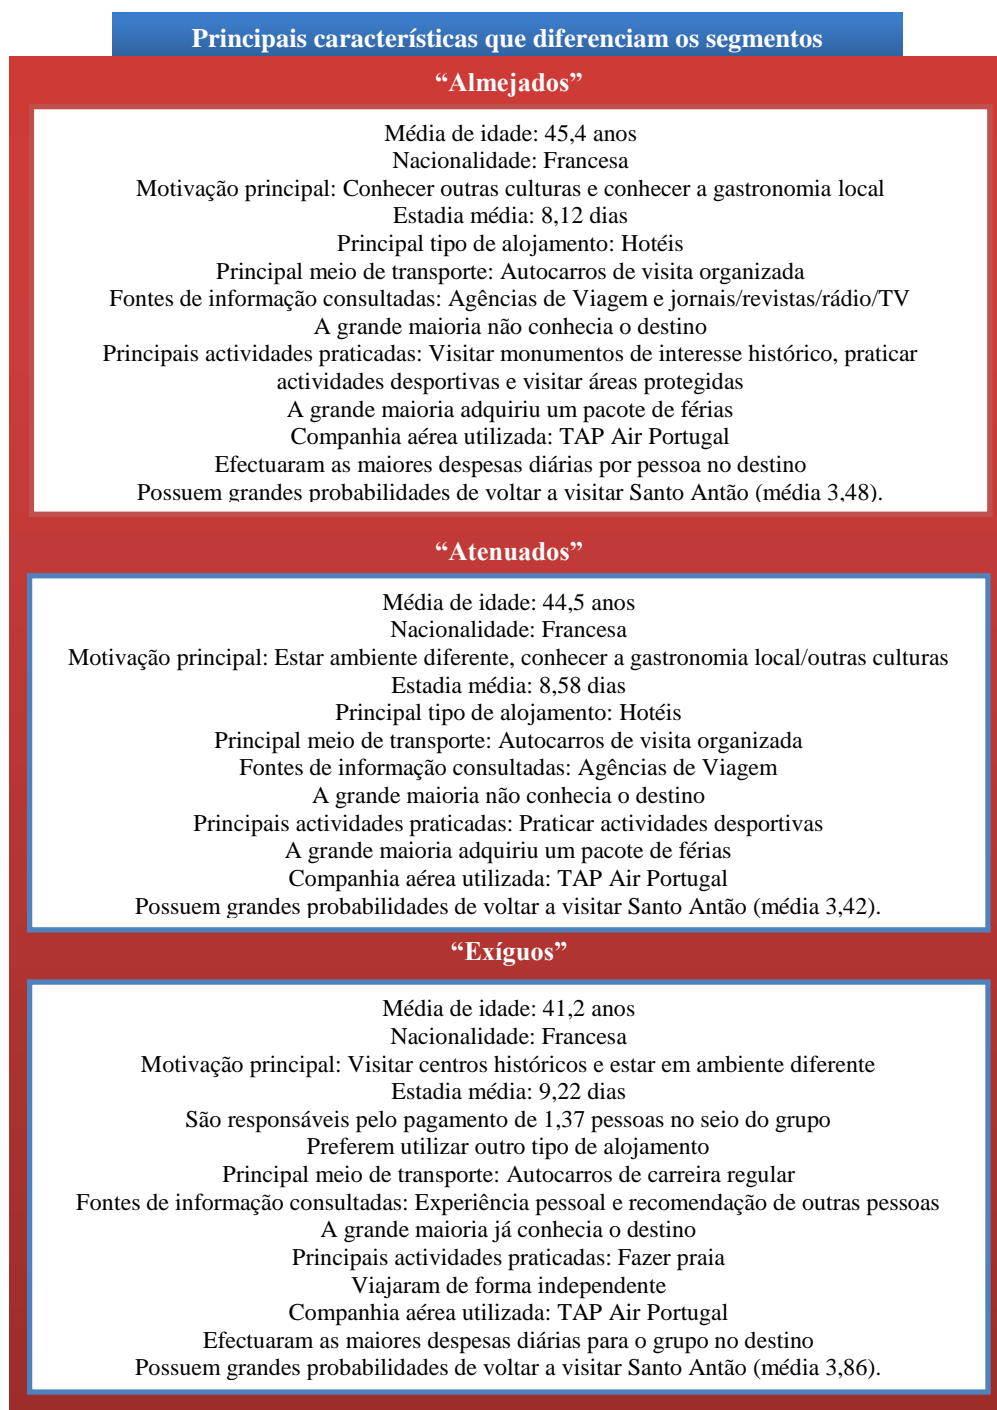 Principais características que diferenciam os segmentos
“Almejados”
Média de idade: 45,4 anos
Nacionalidade: Francesa
Motivação principal: Conhecer outras culturas e conhecer a gastronomia local
Estadia média: 8,12 dias
Principal tipo de alojamento: Hotéis
Principal meio de transporte: Autocarros de visita organizada
Fontes de informação consultadas: Agências de Viagem e jornais/revistas/rádio/TV
A grande maioria não conhecia o destino
Principais actividades praticadas: Visitar monumentos de interesse histórico, praticar
actividades desportivas e visitar áreas protegidas
A grande maioria adquiriu um pacote de férias
Companhia aérea utilizada: TAP Air Portugal
Efectuaram as maiores despesas diárias por pessoa no destino
Possuem grandes probabilidades de voltar a visitar Santo Antão (média 3,48).
“Atenuados”
Média de idade: 44,5 anos
Nacionalidade: Francesa
Motivação principal: Estar ambiente diferente, conhecer a gastronomia local/outras culturas
Estadia média: 8,58 dias
Principal tipo de alojamento: Hotéis
Principal meio de transporte: Autocarros de visita organizada
Fontes de informação consultadas: Agências de Viagem
A grande maioria não conhecia o destino
Principais actividades praticadas: Praticar actividades desportivas
A grande maioria adquiriu um pacote de férias
Companhia aérea utilizada: TAP Air Portugal
Possuem grandes probabilidades de voltar a visitar Santo Antão (média 3,42).
“Exíguos”
Média de idade: 41,2 anos
Nacionalidade: Francesa
Motivação principal: Visitar centros históricos e estar em ambiente diferente
Estadia média: 9,22 dias
São responsáveis pelo pagamento de 1,37 pessoas no seio do grupo
Preferem utilizar outro tipo de alojamento
Principal meio de transporte: Autocarros de carreira regular
Fontes de informação consultadas: Experiência pessoal e recomendação de outras pessoas
A grande maioria já conhecia o destino
Principais actividades praticadas: Fazer praia
Viajaram de forma independente
Companhia aérea utilizada: TAP Air Portugal
Efectuaram as maiores despesas diárias para o grupo no destino
Possuem grandes probabilidades de voltar a visitar Santo Antão (média 3,86).